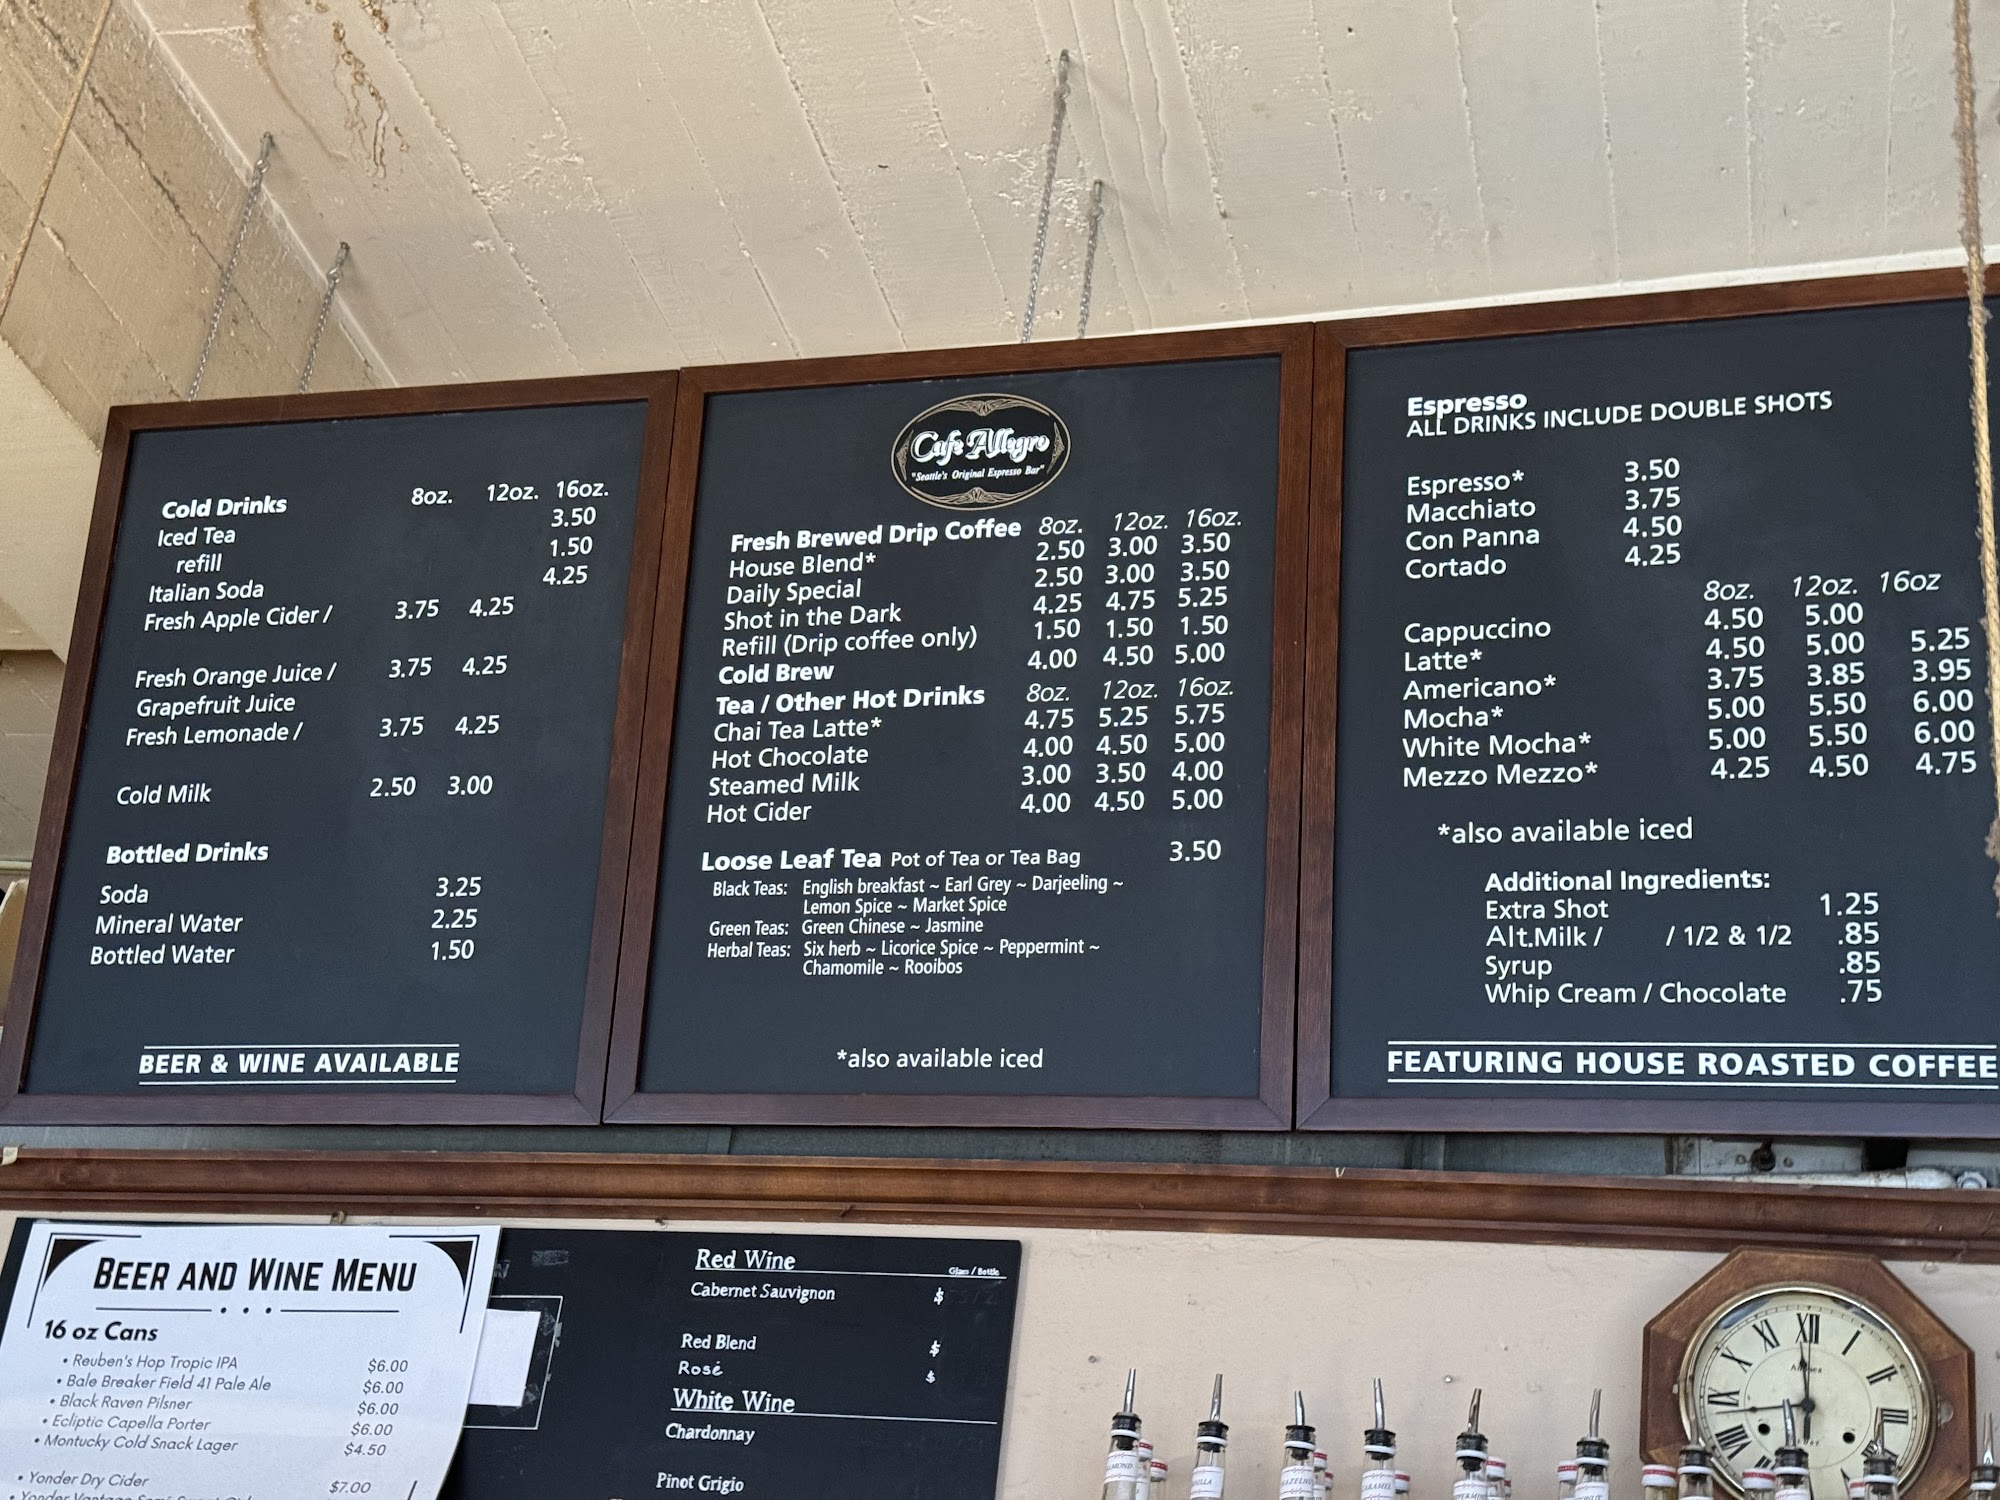 Cold Drinks 8oz. 12oz. 16oz.
Iced Tea 3.50
refill 1.50
Italian Soda 4.25
Fresh Apple Cider / 3.75 4.25
Fresh Orange Juice / 3.75 4.25
Grapefruit Juice
Fresh Lemonade / 3.75 4.25
Cold Milk 2.50 3.00
Bottled Drinks
Soda 3.25
Mineral Water 2.25
Bottled Water 1.50
BEER & WINE AVAILABLE
Cafe Allegro
"Seattle's Original Espresso Bar"
Fresh Brewed Drip Coffee 8oz. 12oz. 16oz.
House Blend* 2.50 3.00 3.50
Daily Special 2.50 3.00 3.50
Shot in the Dark 4.25 4.75 5.25
Refill (Drip coffee only) 1.50 1.50 1.50
Cold Brew 4.00 4.50 5.00
Tea / Other Hot Drinks 8oz. 12oz. 16oz.
Chai Tea Latte* 4.75 5.25 5.75
Hot Chocolate 4.00 4.50 5.00
Steamed Milk 3.00 3.50 4.00
Hot Cider 4.00 4.50 5.00
Loose Leaf Tea Pot of Tea or Tea Bag 3.50
Black Teas: English breakfast ~ Earl Grey ~ Darjeeling ~
Lemon Spice ~ Market Spice
Green Teas: Green Chinese ~ Jasmine
Herbal Teas: Six herb ~ Licorice Spice ~ Peppermint ~
Chamomile ~ Rooibos
*also available iced
Espresso
ALL DRINKS INCLUDE DOUBLE SHOTS
Espresso* 3.50
Macchiato 3.75
Con Panna 4.50
Cortado 4.25
8oz. 12oz. 16oz
Cappuccino 4.50 5.00
Latte* 4.50 5.00 5.25
Americano* 3.75 3.85 3.95
Mocha* 5.00 5.50 6.00
White Mocha* 5.00 5.50 6.00
Mezzo Mezzo* 4.25 4.50 4.75
*also available iced
Additional Ingredients:
Extra Shot 1.25
Alt.Milk / / 1/2 & 1/2 .85
Syrup .85
Whip Cream / Chocolate .75
FEATURING HOUSE ROASTED COFFEE
BEER AND WINE MENU
16 oz Cans
• Reuben's Hop Tropic IPA $6.00
• Bale Breaker Field 41 Pale Ale $6.00
• Black Raven Pilsner $6.00
• Ecliptic Capella Porter $6.00
• Montucky Cold Snack Lager $4.50
• Yonder Dry Cider $7.00
Red Wine Glass / Bottle
Cabernet Sauvignon $
Red Blend $
Rosé $
White Wine
Chardonnay
Pinot Grigio
XII I II IX X XI